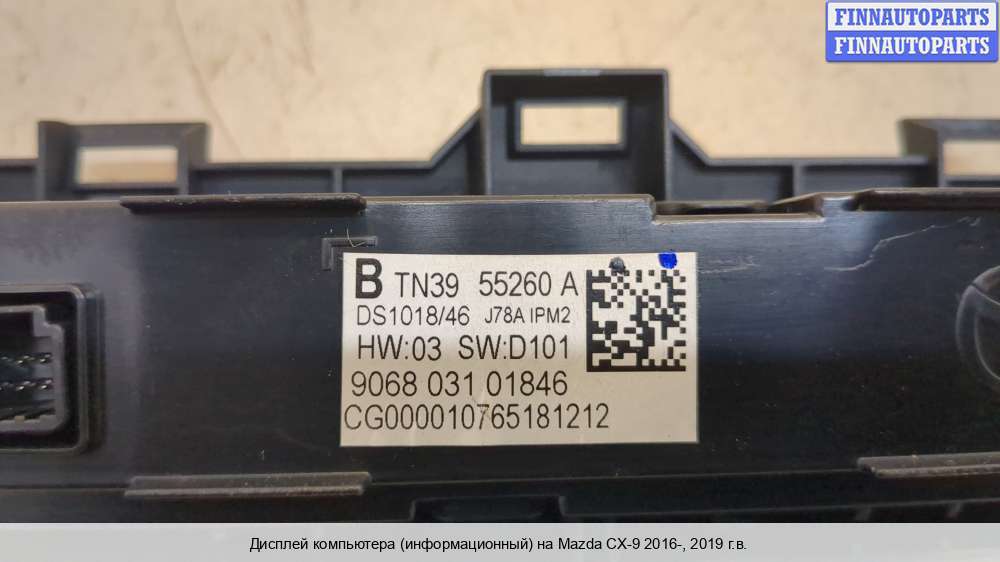 FINNAUTOPARTS
FINNAUTOPARTS
B TN39 55260 A
DS1018/46 J78A IPM2
HW:03 SW:D101
9068 031 01846
CG000010765181212
Дисплей компьютера (информационный) на Mazda CX-9 2016-, 2019 г.в.